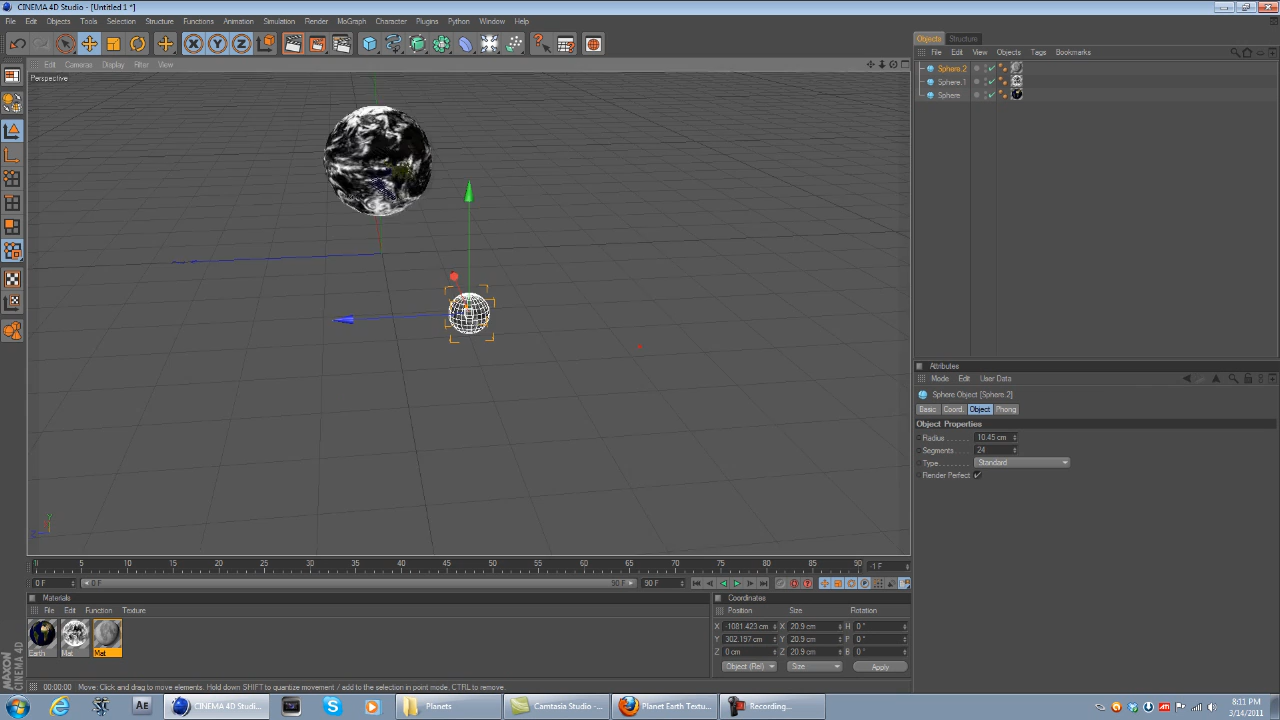 CINEMA 4D Studio - [Untitled 1 *]
File Edit Objects Tools Selection Structure Functions Animation Simulation Render MoGraph Character Plugins Python Window Help
Edit Cameras Display Filter View
Perspective
Objects Structure
File Edit View Objects Tags Bookmarks
Sphere.2
Sphere.1
Sphere
Attributes
Mode Edit User Data
Sphere Object [Sphere.2]
Basic Coord. Object Phong
Object Properties
Radius 10.45 cm
Segments 24
Type Standard
Render Perfect
0 5 10 15 20 25 30 35 40 45 50 55 60 65 70 75 80 85 90 -1 F
0 F 0 F 90 F 90 F
Materials
File Edit Function Texture
Earth Mat Mat
Coordinates
Position Size Rotation
X -1081.423 cm X 20.9 cm H 0 °
Y 302.197 cm Y 20.9 cm P 0 °
Z 0 cm Z 20.9 cm B 0 °
Object (Rel) Size Apply
MAXON CINEMA 4D
00:00:00 Move. Click and drag to move elements. Hold down SHIFT to quantize movement / add to the selection in point mode, CTRL to remove.
CINEMA 4D Studio... Planets Camtasia Studio -... Planet Earth Textu... Recording...
8:11 PM
3/14/2011